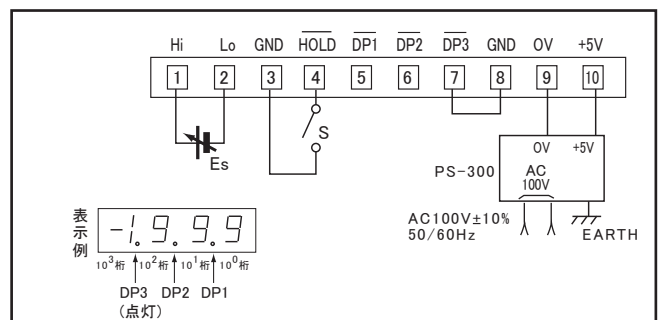 Hi Lo GND HOLD DP1 DP2 DP3 GND 0V +5V
1 2 3 4 5 6 7 8 9 10
S
Es
0V +5V
PS-300
AC
100V
AC100V±10%
50/60Hz
EARTH
表示例
-1.9.9.9
10³桁 10²桁 10¹桁 10⁰桁
DP3 DP2 DP1
(点灯)